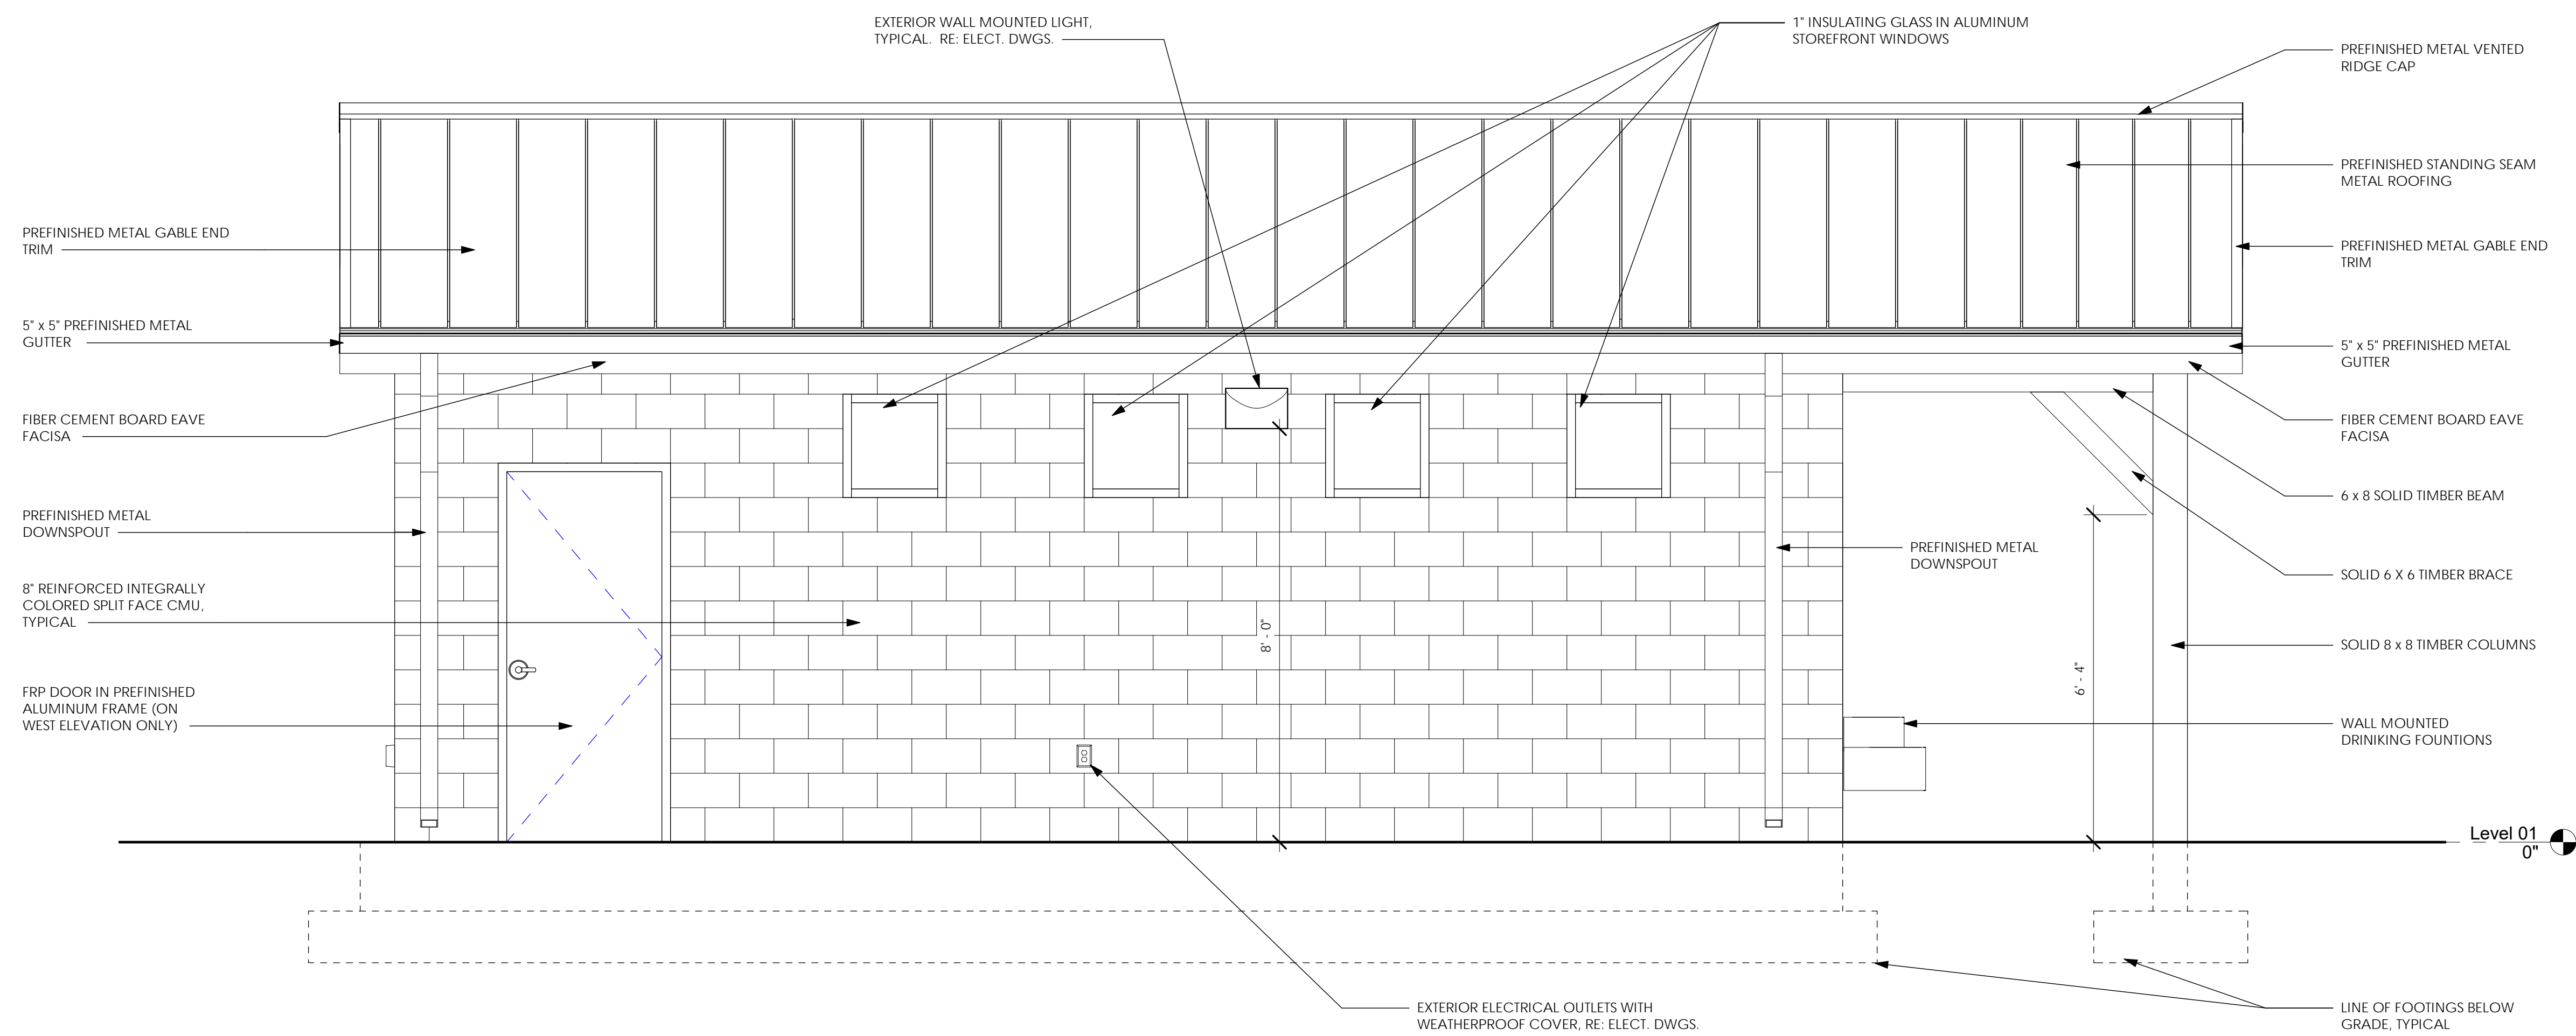 EXTERIOR WALL MOUNTED LIGHT,
TYPICAL.  RE: ELECT. DWGS.
1" INSULATING GLASS IN ALUMINUM
STOREFRONT WINDOWS
PREFINISHED METAL VENTED
RIDGE CAP
PREFINISHED STANDING SEAM
METAL ROOFING
PREFINISHED METAL GABLE END
TRIM
PREFINISHED METAL GABLE END
TRIM
5" x 5" PREFINISHED METAL
GUTTER
5" x 5" PREFINISHED METAL
GUTTER
FIBER CEMENT BOARD EAVE
FACISA
FIBER CEMENT BOARD EAVE
FACISA
6 x 8 SOLID TIMBER BEAM
PREFINISHED METAL
DOWNSPOUT
PREFINISHED METAL
DOWNSPOUT
SOLID 6 X 6 TIMBER BRACE
8" REINFORCED INTEGRALLY
COLORED SPLIT FACE CMU,
TYPICAL
8' - 0"
SOLID 8 x 8 TIMBER COLUMNS
6' - 4"
FRP DOOR IN PREFINISHED
ALUMINUM FRAME (ON
WEST ELEVATION ONLY)
WALL MOUNTED
DRINIKING FOUNTIONS
Level 01
0"
EXTERIOR ELECTRICAL OUTLETS WITH
WEATHERPROOF COVER, RE: ELECT. DWGS.
LINE OF FOOTINGS BELOW
GRADE, TYPICAL